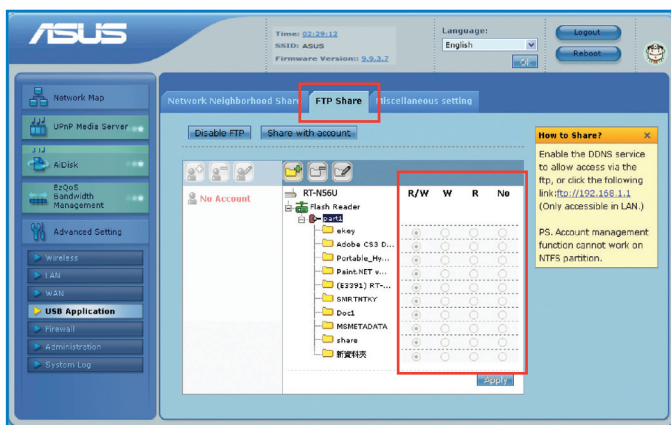 ASUS
Time: 02:29:12
SSID: ASUS
Firmware Version: 9.9.3.7
Language:
English
Logout
Reboot
Network Map
UPnP Media Server
AiDisk
EzQoS
Bandwidth
Management
Advanced Setting
Wireless
LAN
WAN
USB Application
Firewall
Administration
System Log
Network Neighborhood Share
FTP Share
Miscellaneous setting
Disable FTP
Share with account
No Account
RT-N56U
R/W W R No
Flash Reader
part1
ekey
Adobe CS3 D...
Portable_Hy...
Paint.NET v...
(E3391) RT-...
SMRTNTKY
Doc1
MSMETADATA
share
新資料夾
Apply
How to Share?
X
Enable the DDNS service
to allow access via the
ftp, or click the following
link:ftp://192.168.1.1
(Only accessible in LAN.)
PS. Account management
function cannot work on
NTFS partition.